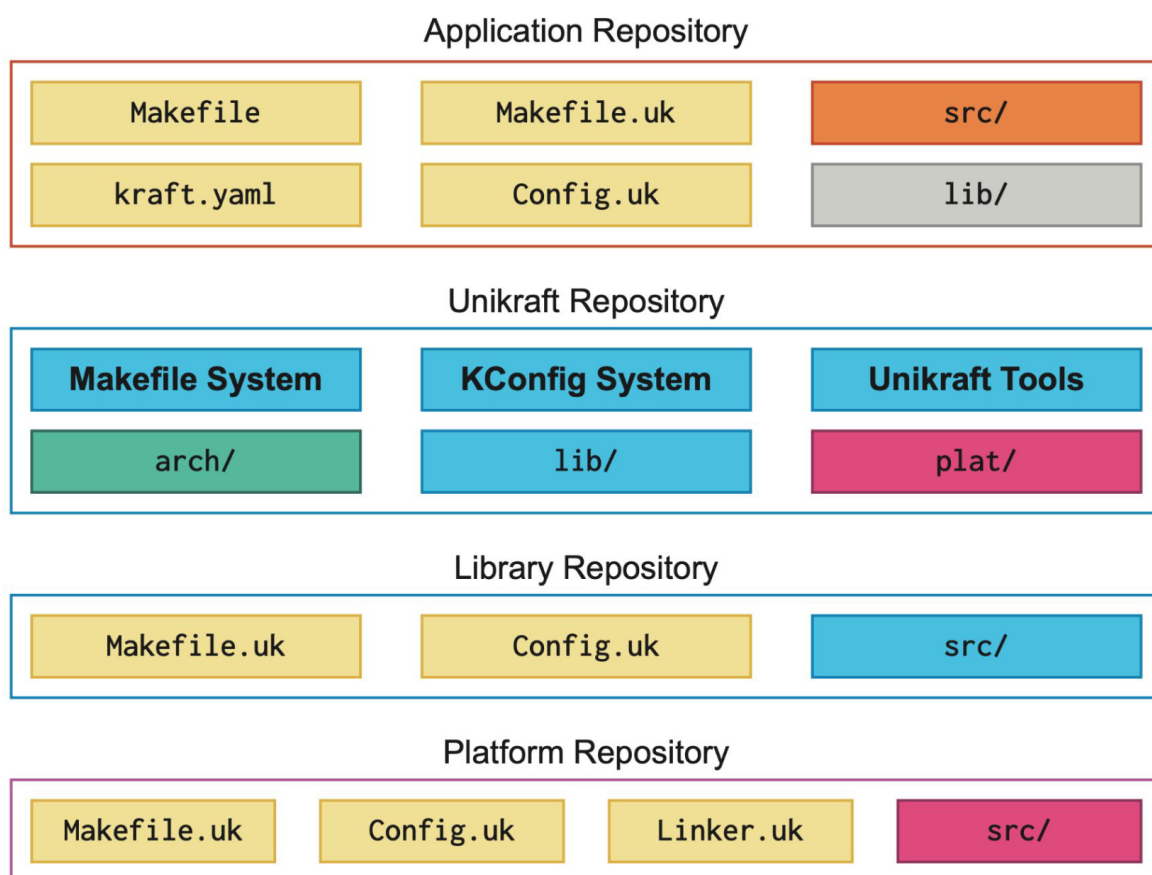 Application Repository
Makefile Makefile.uk src/
kraft.yaml Config.uk lib/
Unikraft Repository
Makefile System KConfig System Unikraft Tools
arch/ lib/ plat/
Library Repository
Makefile.uk Config.uk src/
Platform Repository
Makefile.uk Config.uk Linker.uk src/